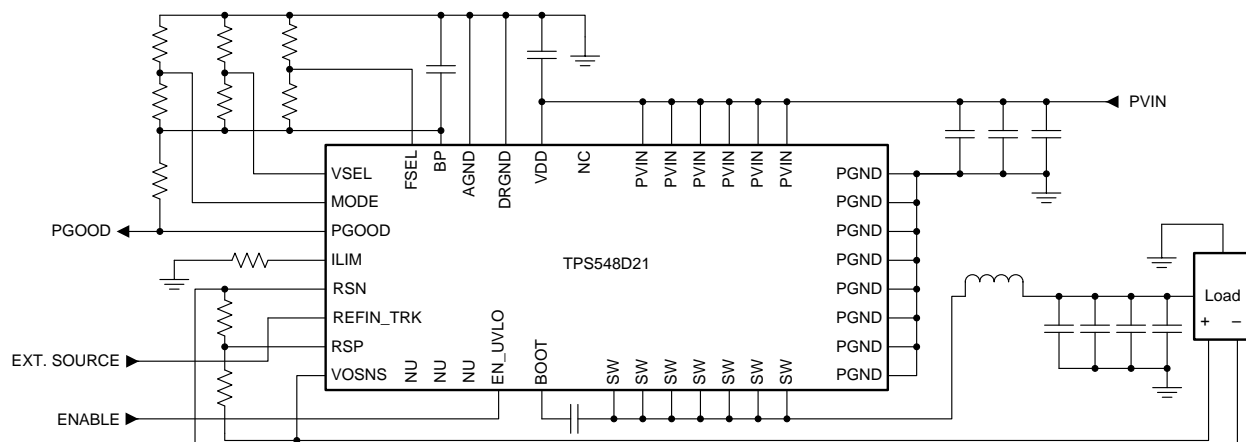 PVIN
FSEL
BP
AGND
DRGND
VDD
NC
PVIN
PVIN
PVIN
PVIN
PVIN
PVIN
VSEL
MODE
PGOOD
PGOOD
ILIM
RSN
REFIN_TRK
EXT. SOURCE
RSP
VOSNS
ENABLE
TPS548D21
PGND
PGND
PGND
PGND
PGND
PGND
PGND
PGND
NU
NU
NU
EN_UVLO
BOOT
SW
SW
SW
SW
SW
SW
SW
Load
+ –